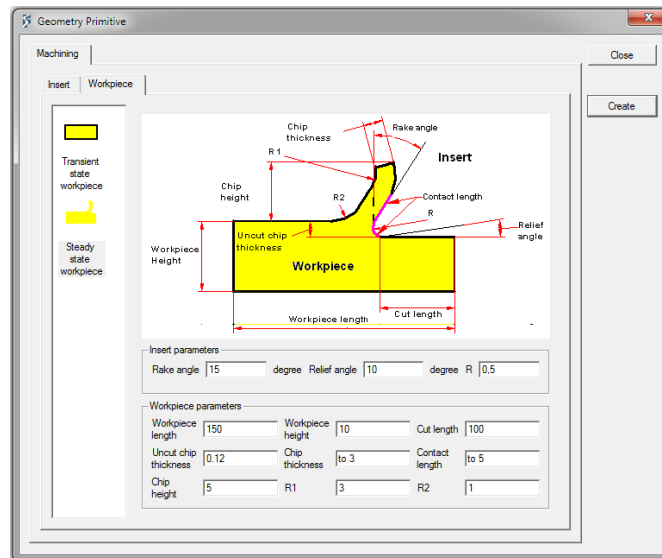 Geometry Primitive
Machining
Close
Insert
Workpiece
Create
Transient
state
workpiece
Steady
state
workpiece
Chip
thickness
Rake angle
R1
Insert
Chip
height
R2
Contact length
R
Uncut chip
thickness
Relief
angle
Workpiece
Height
Workpiece
Cut length
Workpiece length
Insert parameters
Rake angle 15 degree Relief angle 10 degree R 0,5
Workpiece parameters
Workpiece
length 150
Workpiece
height 10
Cut length 100
Uncut chip
thickness 0.12
Chip
thickness to 3
Contact
length to 5
Chip
height 5
R1 3
R2 1